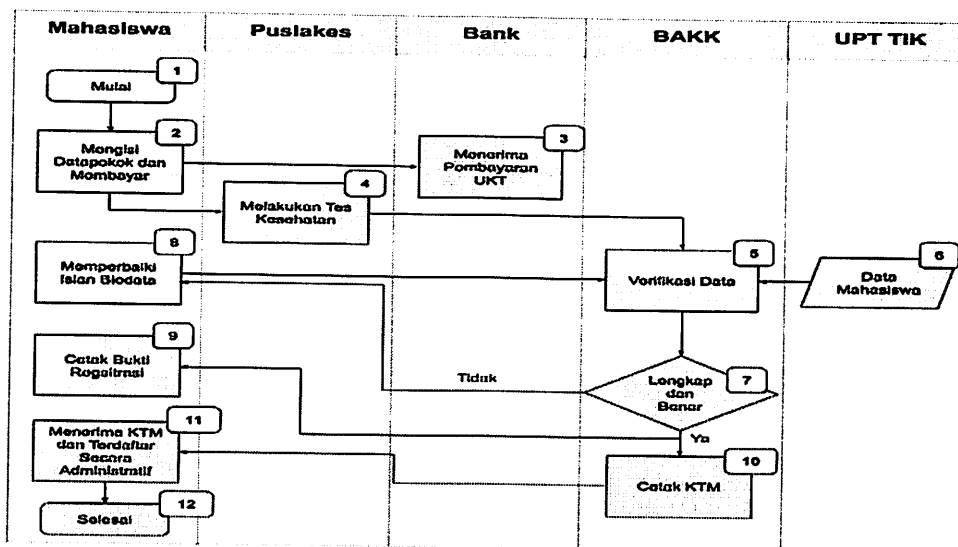 Mahasiswa Puslakes Bank BAKK UPT TIK
1
Mulai
2
Mengisi
Datapokok dan
Membayar
3
Menerima
Pembayaran
UKT
4
Melakukan Tes
Kesehatan
8
Memperbaiki
Isian Biodata
5
Verifikasi Data
6
Data
Mahasiswa
9
Cetak Bukti
Regsitrasi
Tidak
7
Lengkap
dan
Benar
Ya
11
Menerima KTM
dan Terdaftar
Secara
Administratif
10
Cetak KTM
12
Selesai